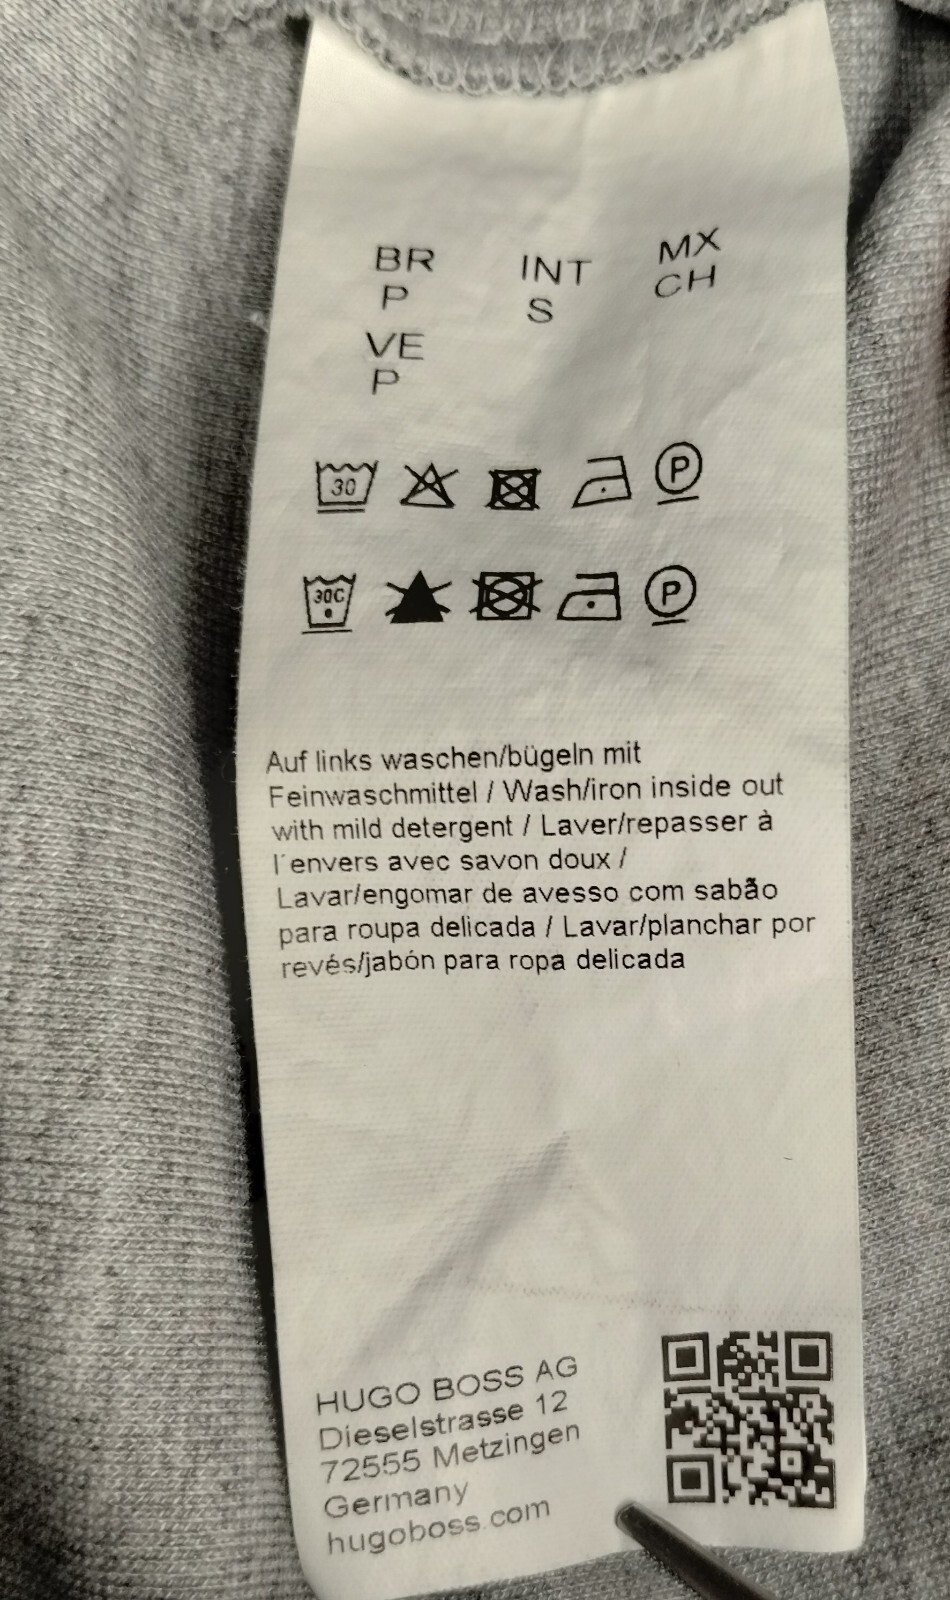 BR INT MX
P S CH
VE
P
30 P
30C P
Auf links waschen/bügeln mit
Feinwaschmittel / Wash/iron inside out
with mild detergent / Laver/repasser à
l´envers avec savon doux /
Lavar/engomar de avesso com sabão
para roupa delicada / Lavar/planchar por
revés/jabón para ropa delicada
HUGO BOSS AG
Dieselstrasse 12
72555 Metzingen
Germany
hugoboss.com